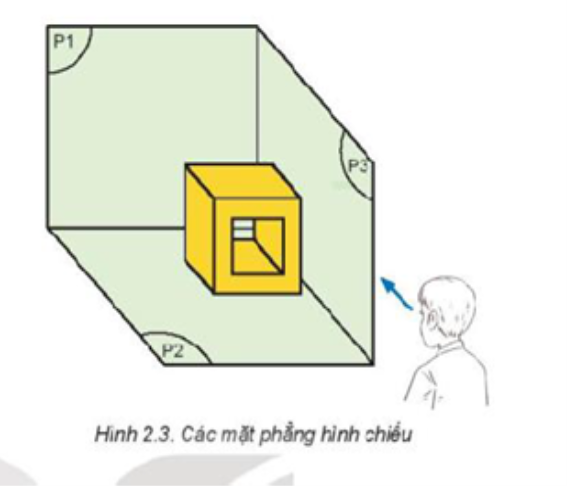 P1
P3
P2
Hình 2.3. Các mặt phẳng hình chiếu